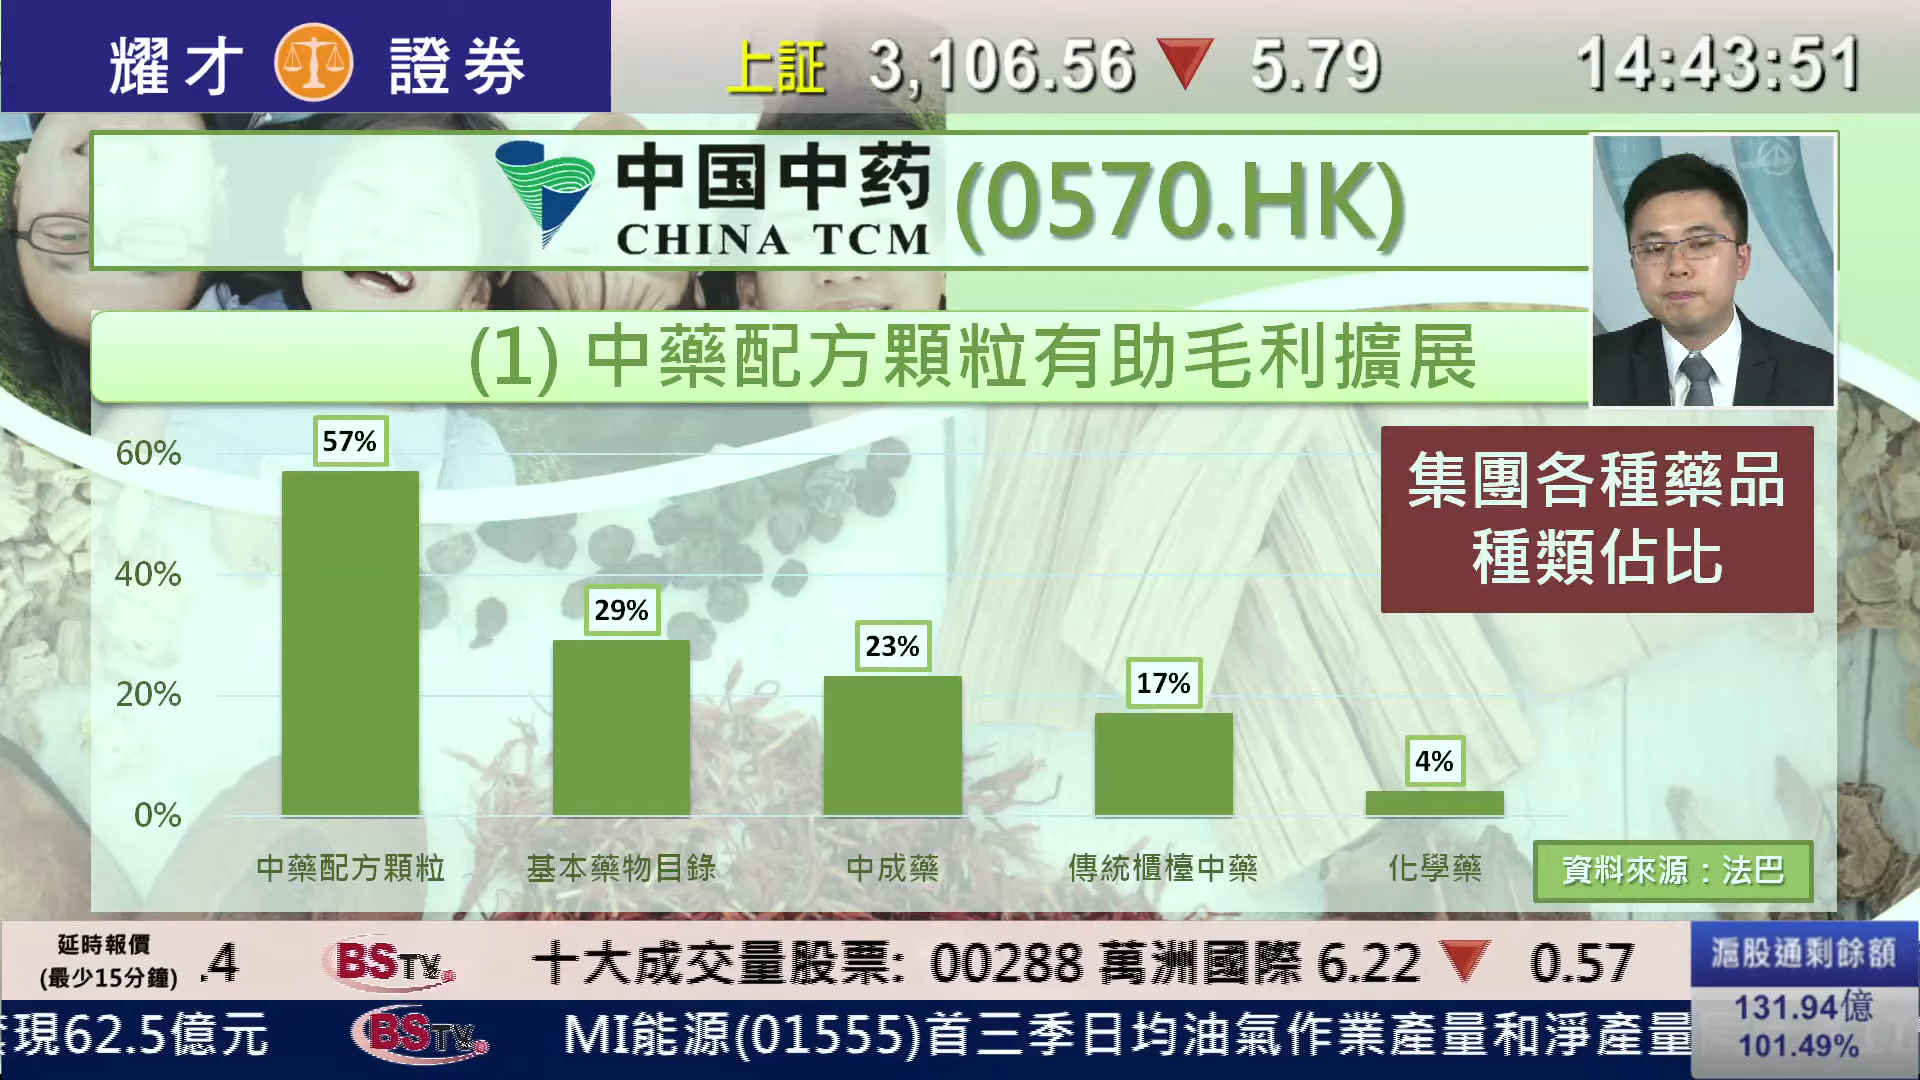 耀才 證券
上証 3,106.56 ▼ 5.79
14:43:51
中国中药
CHINA TCM
(0570.HK)
(1) 中藥配方顆粒有助毛利擴展
集團各種藥品
種類佔比
60%
40%
20%
0%
57%
29%
23%
17%
4%
中藥配方顆粒
基本藥物目錄
中成藥
傳統櫃檯中藥
化學藥
資料來源：法巴
延時報價
(最少15分鐘)
.4 BSTV 十大成交量股票: 00288 萬洲國際 6.22 ▼ 0.57
現62.5億元 BSTV MI能源(01555)首三季日均油氣作業產量和淨產量
滬股通剩餘額
131.94億
101.49%